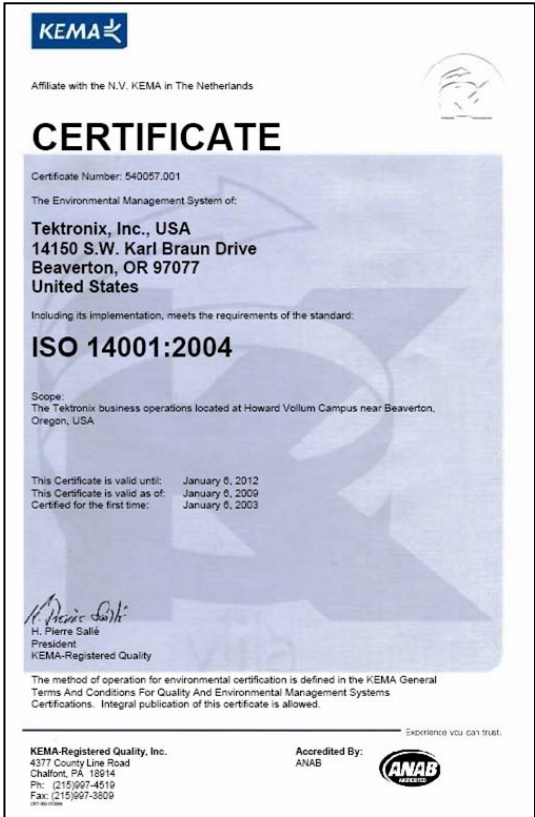 KEMA
Affiliate with the N.V. KEMA in The Netherlands
CERTIFICATE
Certificate Number: 540057.001
The Environmental Management System of:
Tektronix, Inc., USA
14150 S.W. Karl Braun Drive
Beaverton, OR 97077
United States
Including its implementation, meets the requirements of the standard:
ISO 14001:2004
Scope:
The Tektronix business operations located at Howard Vollum Campus near Beaverton,
Oregon, USA
This Certificate is valid until: January 6, 2012
This Certificate is valid as of: January 6, 2009
Certified for the first time: January 6, 2003
H. Pierre Sallé
President
KEMA-Registered Quality
The method of operation for environmental certification is defined in the KEMA General
Terms And Conditions For Quality And Environmental Management Systems
Certifications. Integral publication of this certificate is allowed.
Experience you can trust.
KEMA-Registered Quality, Inc.
4377 County Line Road
Chalfont, PA 18914
Ph: (215)997-4519
Fax: (215)997-3809
Accredited By:
ANAB
ANAB
ACCREDITED